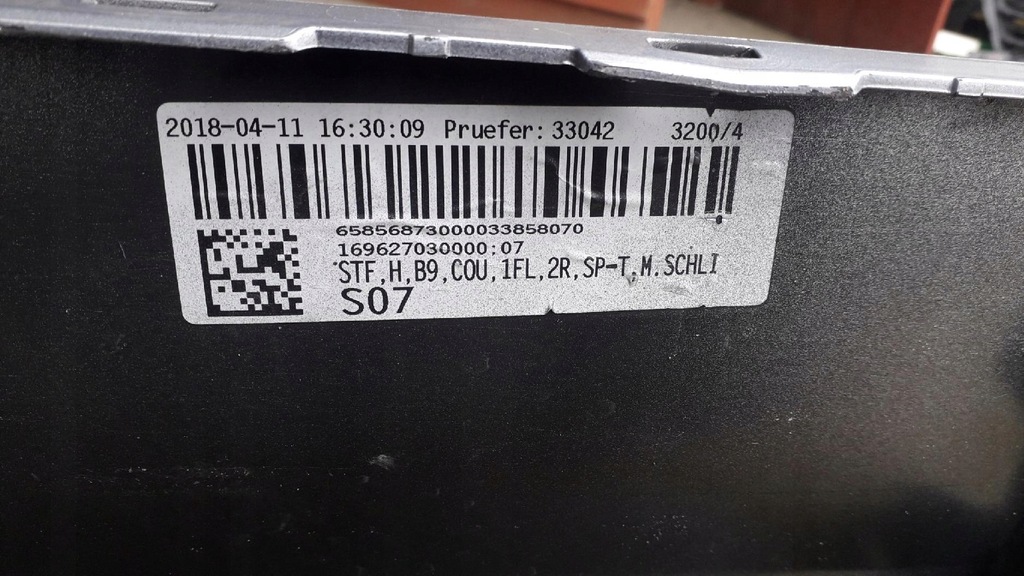 2018-04-11 16:30:09 Pruefer: 33042 3200/4
65856873000033858070
169627030000:07
STF,H,B9,COU,1FL,2R,SP-T,M.SCHLI
S07